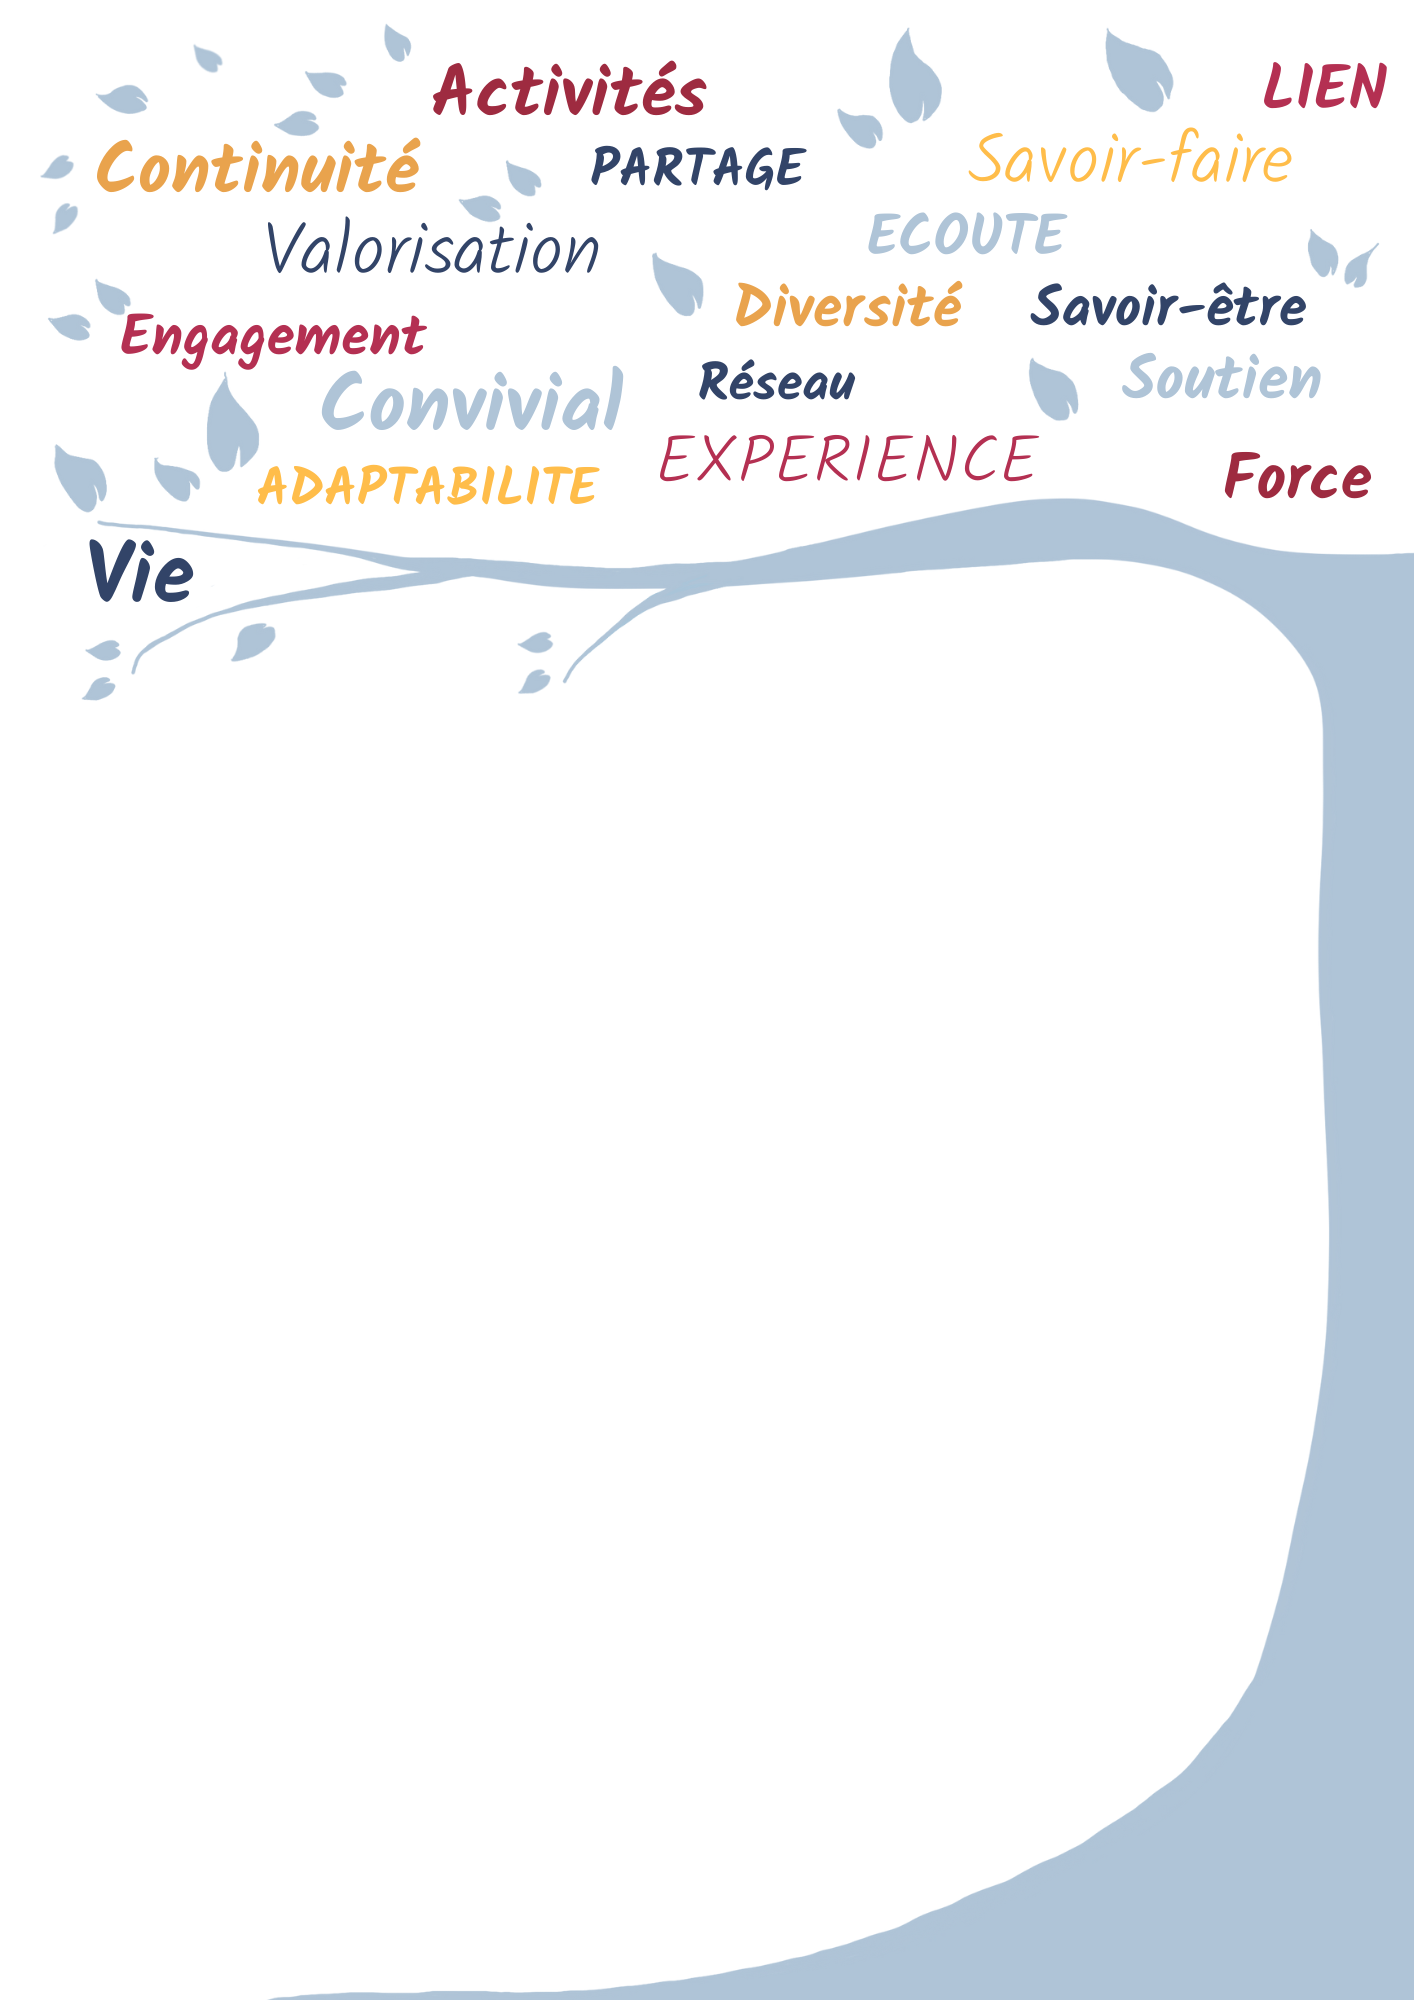 Activités
LIEN
Continuité
PARTAGE
Savoir-faire
Valorisation
ECOUTE
Diversité
Savoir-être
Engagement
Réseau
Soutien
Convivial
EXPERIENCE
ADAPTABILITE
Force
Vie